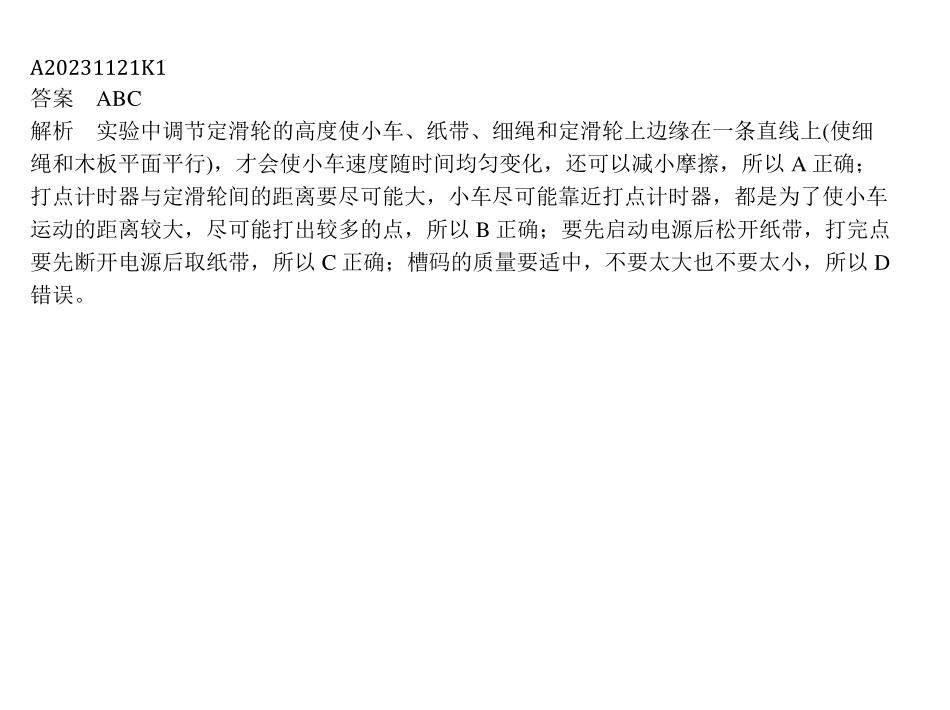 A20231121K1
答案 ABC
解析 实验中调节定滑轮的高度使小车、纸带、细绳和定滑轮上边缘在一条直线上(使细
绳和木板平面平行)，才会使小车速度随时间均匀变化，还可以减小摩擦，所以 A 正确；
打点计时器与定滑轮间的距离要尽可能大，小车尽可能靠近打点计时器，都是为了使小车
运动的距离较大，尽可能打出较多的点，所以 B 正确；要先启动电源后松开纸带，打完点
要先断开电源后取纸带，所以 C 正确；槽码的质量要适中，不要太大也不要太小，所以 D
错误。